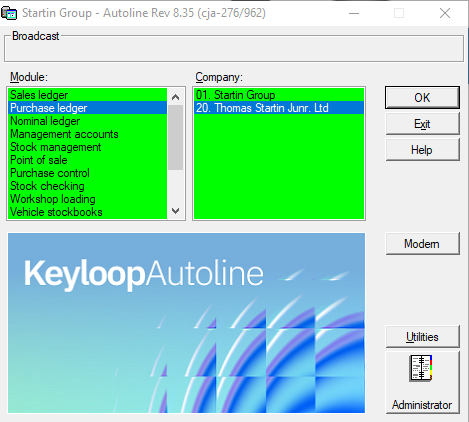 Startin Group - Autoline Rev 8.35 (cja-276/962)
Broadcast
Module:
Company:
Sales ledger
Purchase ledger
Nominal ledger
Management accounts
Stock management
Point of sale
Purchase control
Stock checking
Workshop loading
Vehicle stockbooks
01. Startin Group
20. Thomas Startin Junr. Ltd
OK
Exit
Help
Modern
Utilities
Administrator
KeyloopAutoline